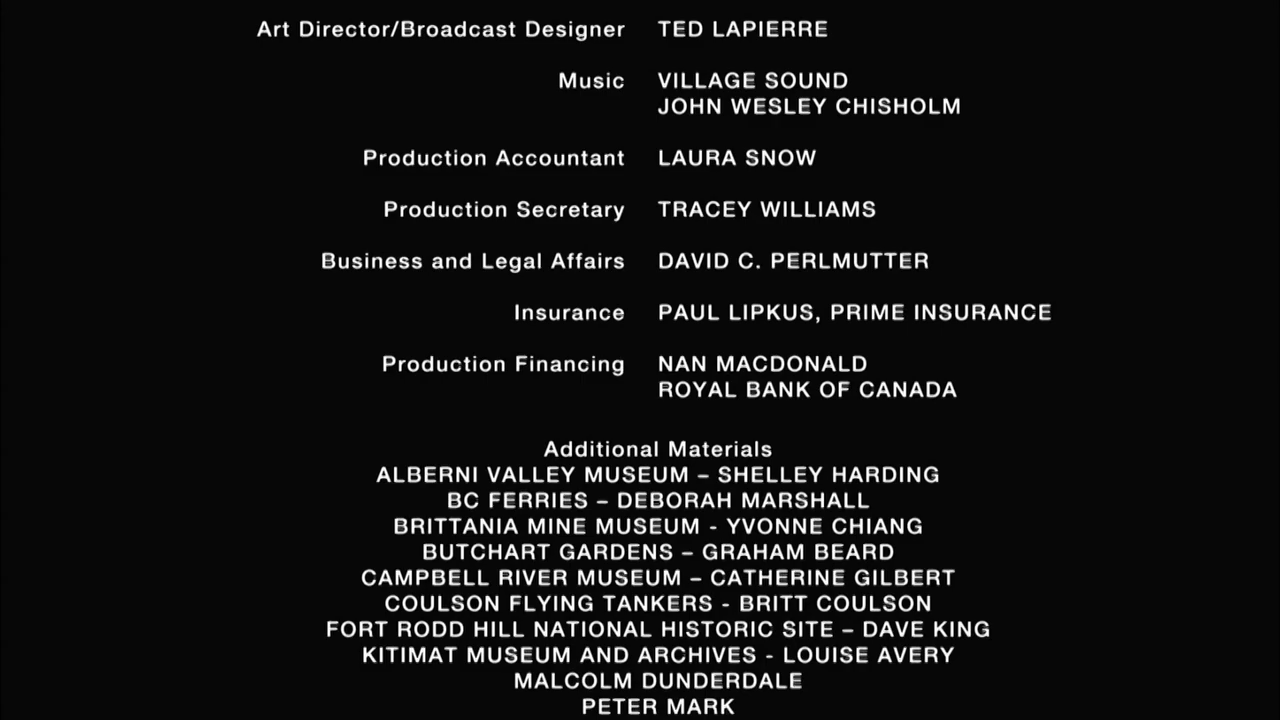 Art Director/Broadcast Designer TED LAPIERRE
Music VILLAGE SOUND
JOHN WESLEY CHISHOLM
Production Accountant LAURA SNOW
Production Secretary TRACEY WILLIAMS
Business and Legal Affairs DAVID C. PERLMUTTER
Insurance PAUL LIPKUS, PRIME INSURANCE
Production Financing NAN MACDONALD
ROYAL BANK OF CANADA
Additional Materials
ALBERNI VALLEY MUSEUM – SHELLEY HARDING
BC FERRIES – DEBORAH MARSHALL
BRITTANIA MINE MUSEUM - YVONNE CHIANG
BUTCHART GARDENS – GRAHAM BEARD
CAMPBELL RIVER MUSEUM – CATHERINE GILBERT
COULSON FLYING TANKERS - BRITT COULSON
FORT RODD HILL NATIONAL HISTORIC SITE – DAVE KING
KITIMAT MUSEUM AND ARCHIVES - LOUISE AVERY
MALCOLM DUNDERDALE
PETER MARK